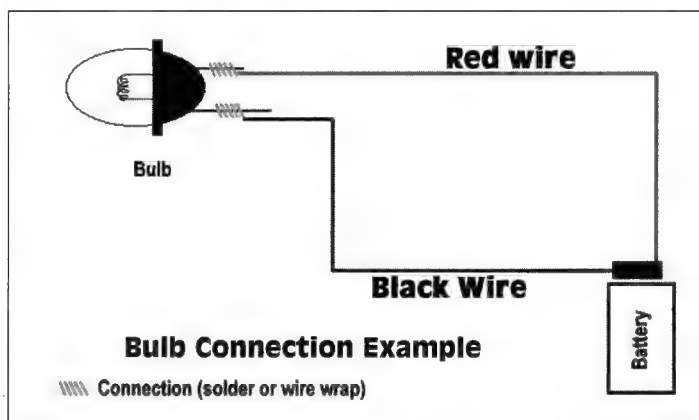 Red wire
Bulb
Black Wire
Battery
Bulb Connection Example
Connection (solder or wire wrap)